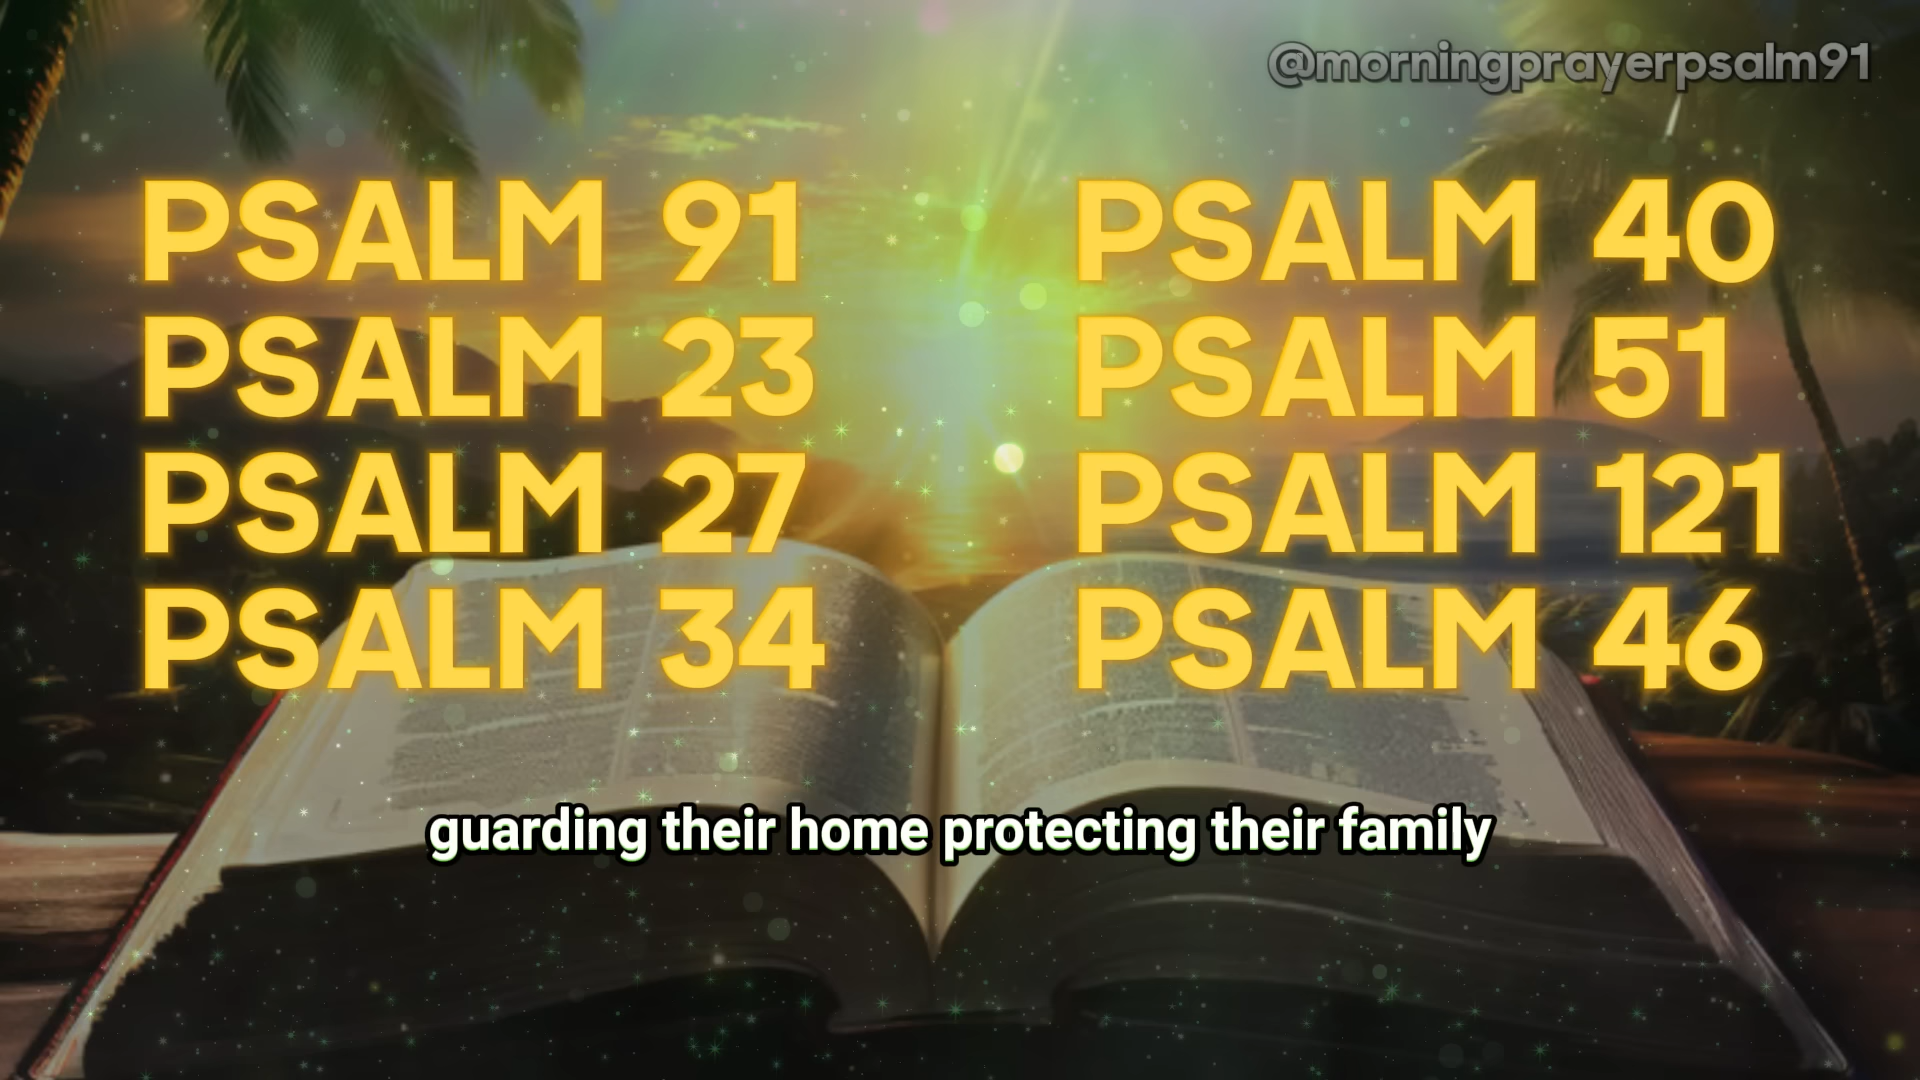 @morningprayerpsalm91
PSALM 91
PSALM 23
PSALM 27
PSALM 34
PSALM 40
PSALM 51
PSALM 121
PSALM 46
guarding their home protecting their family